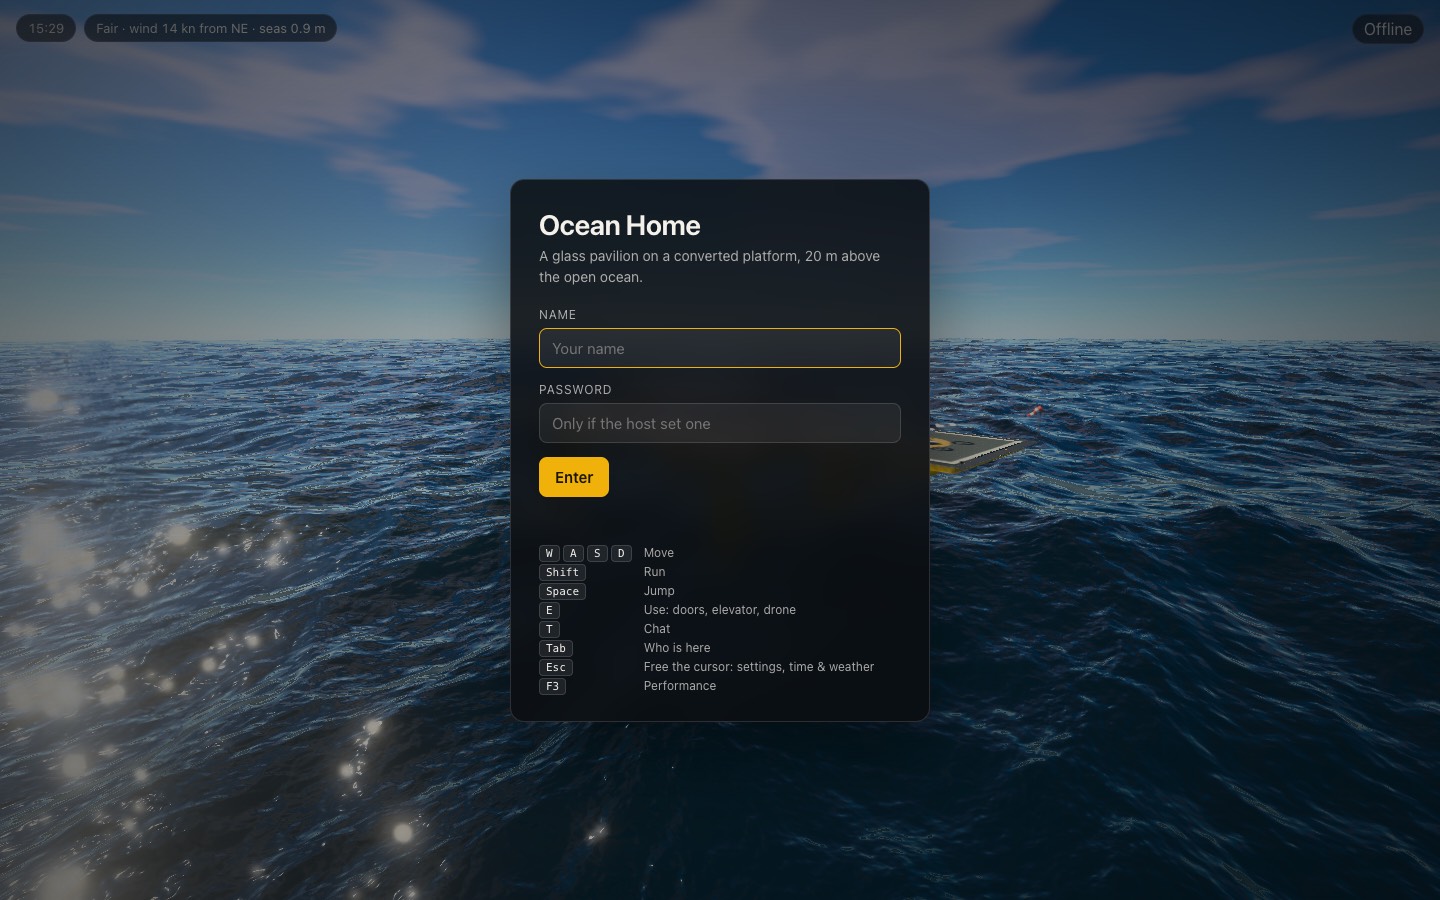 15:29
Fair · wind 14 kn from NE · seas 0.9 m
Offline
Ocean Home
A glass pavilion on a converted platform, 20 m above
the open ocean.
NAME
Your name
PASSWORD
Only if the host set one
Enter
W A S D Move
Shift Run
Space Jump
E Use: doors, elevator, drone
T Chat
Tab Who is here
Esc Free the cursor: settings, time & weather
F3 Performance